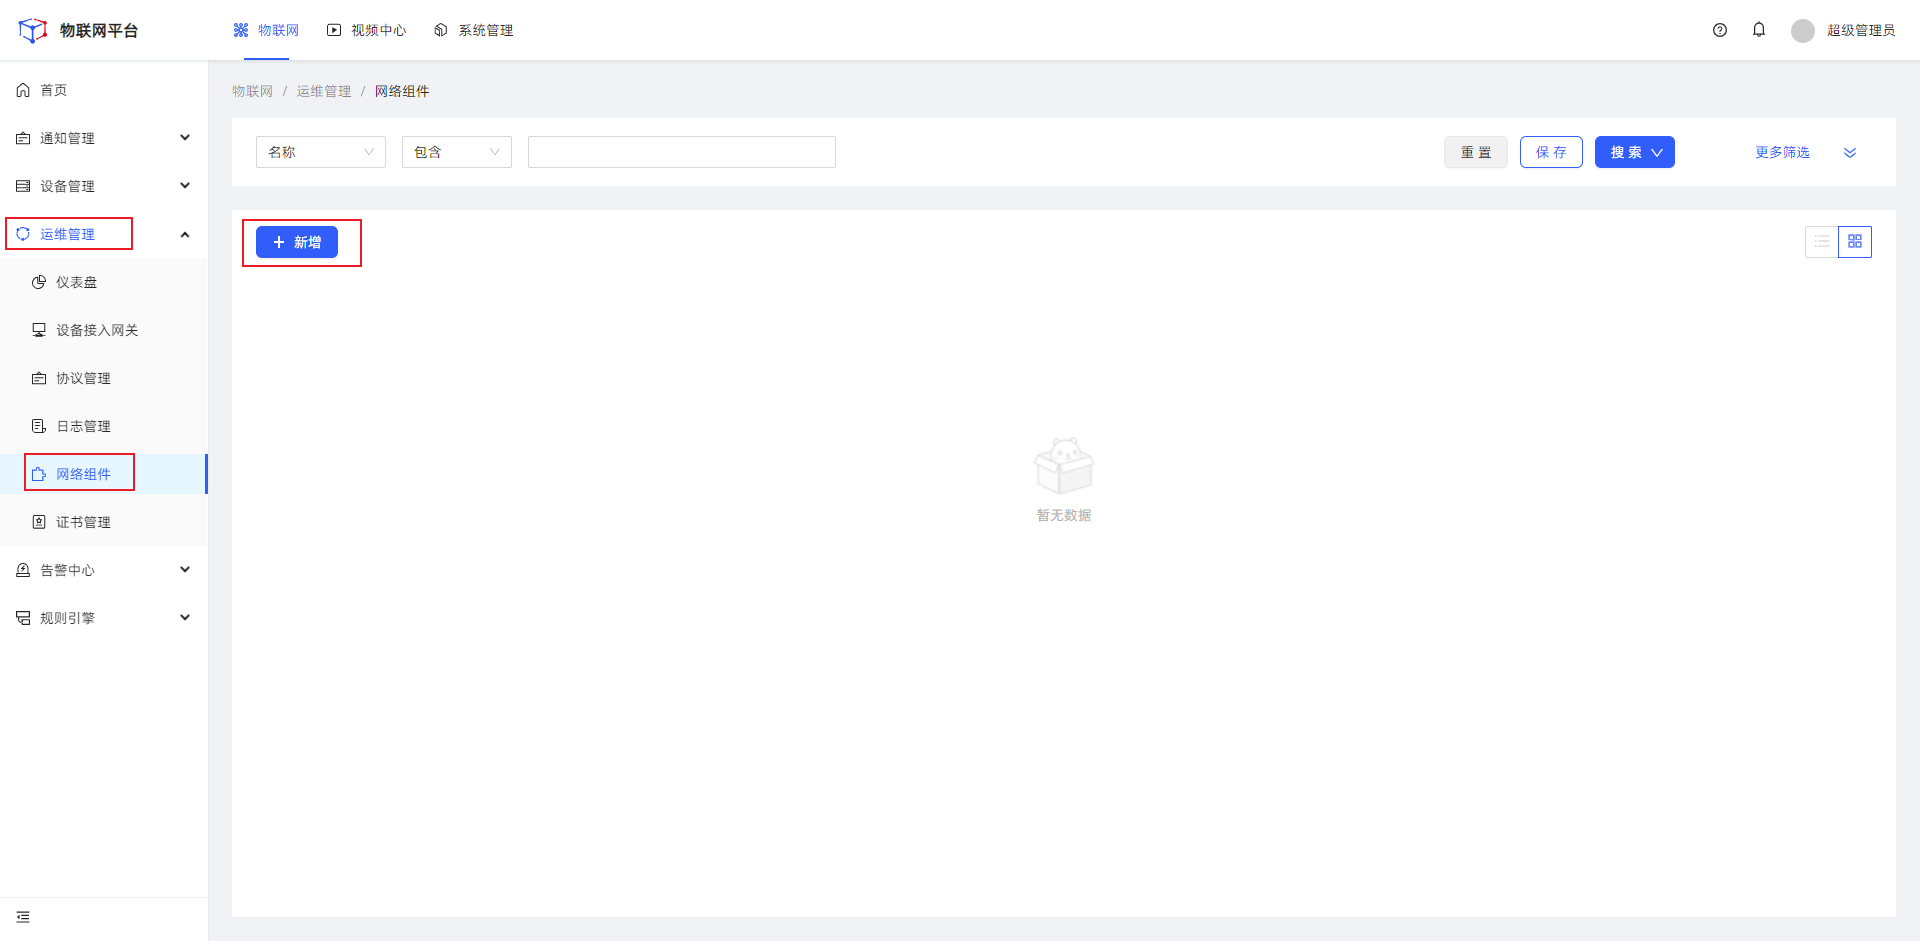 物联网平台
物联网
视频中心
系统管理
超级管理员
首页
通知管理
设备管理
运维管理
仪表盘
设备接入网关
协议管理
日志管理
网络组件
证书管理
告警中心
规则引擎
物联网 / 运维管理 / 网络组件
名称
包含
重 置
保 存
搜 索
更多筛选
新增
暂无数据